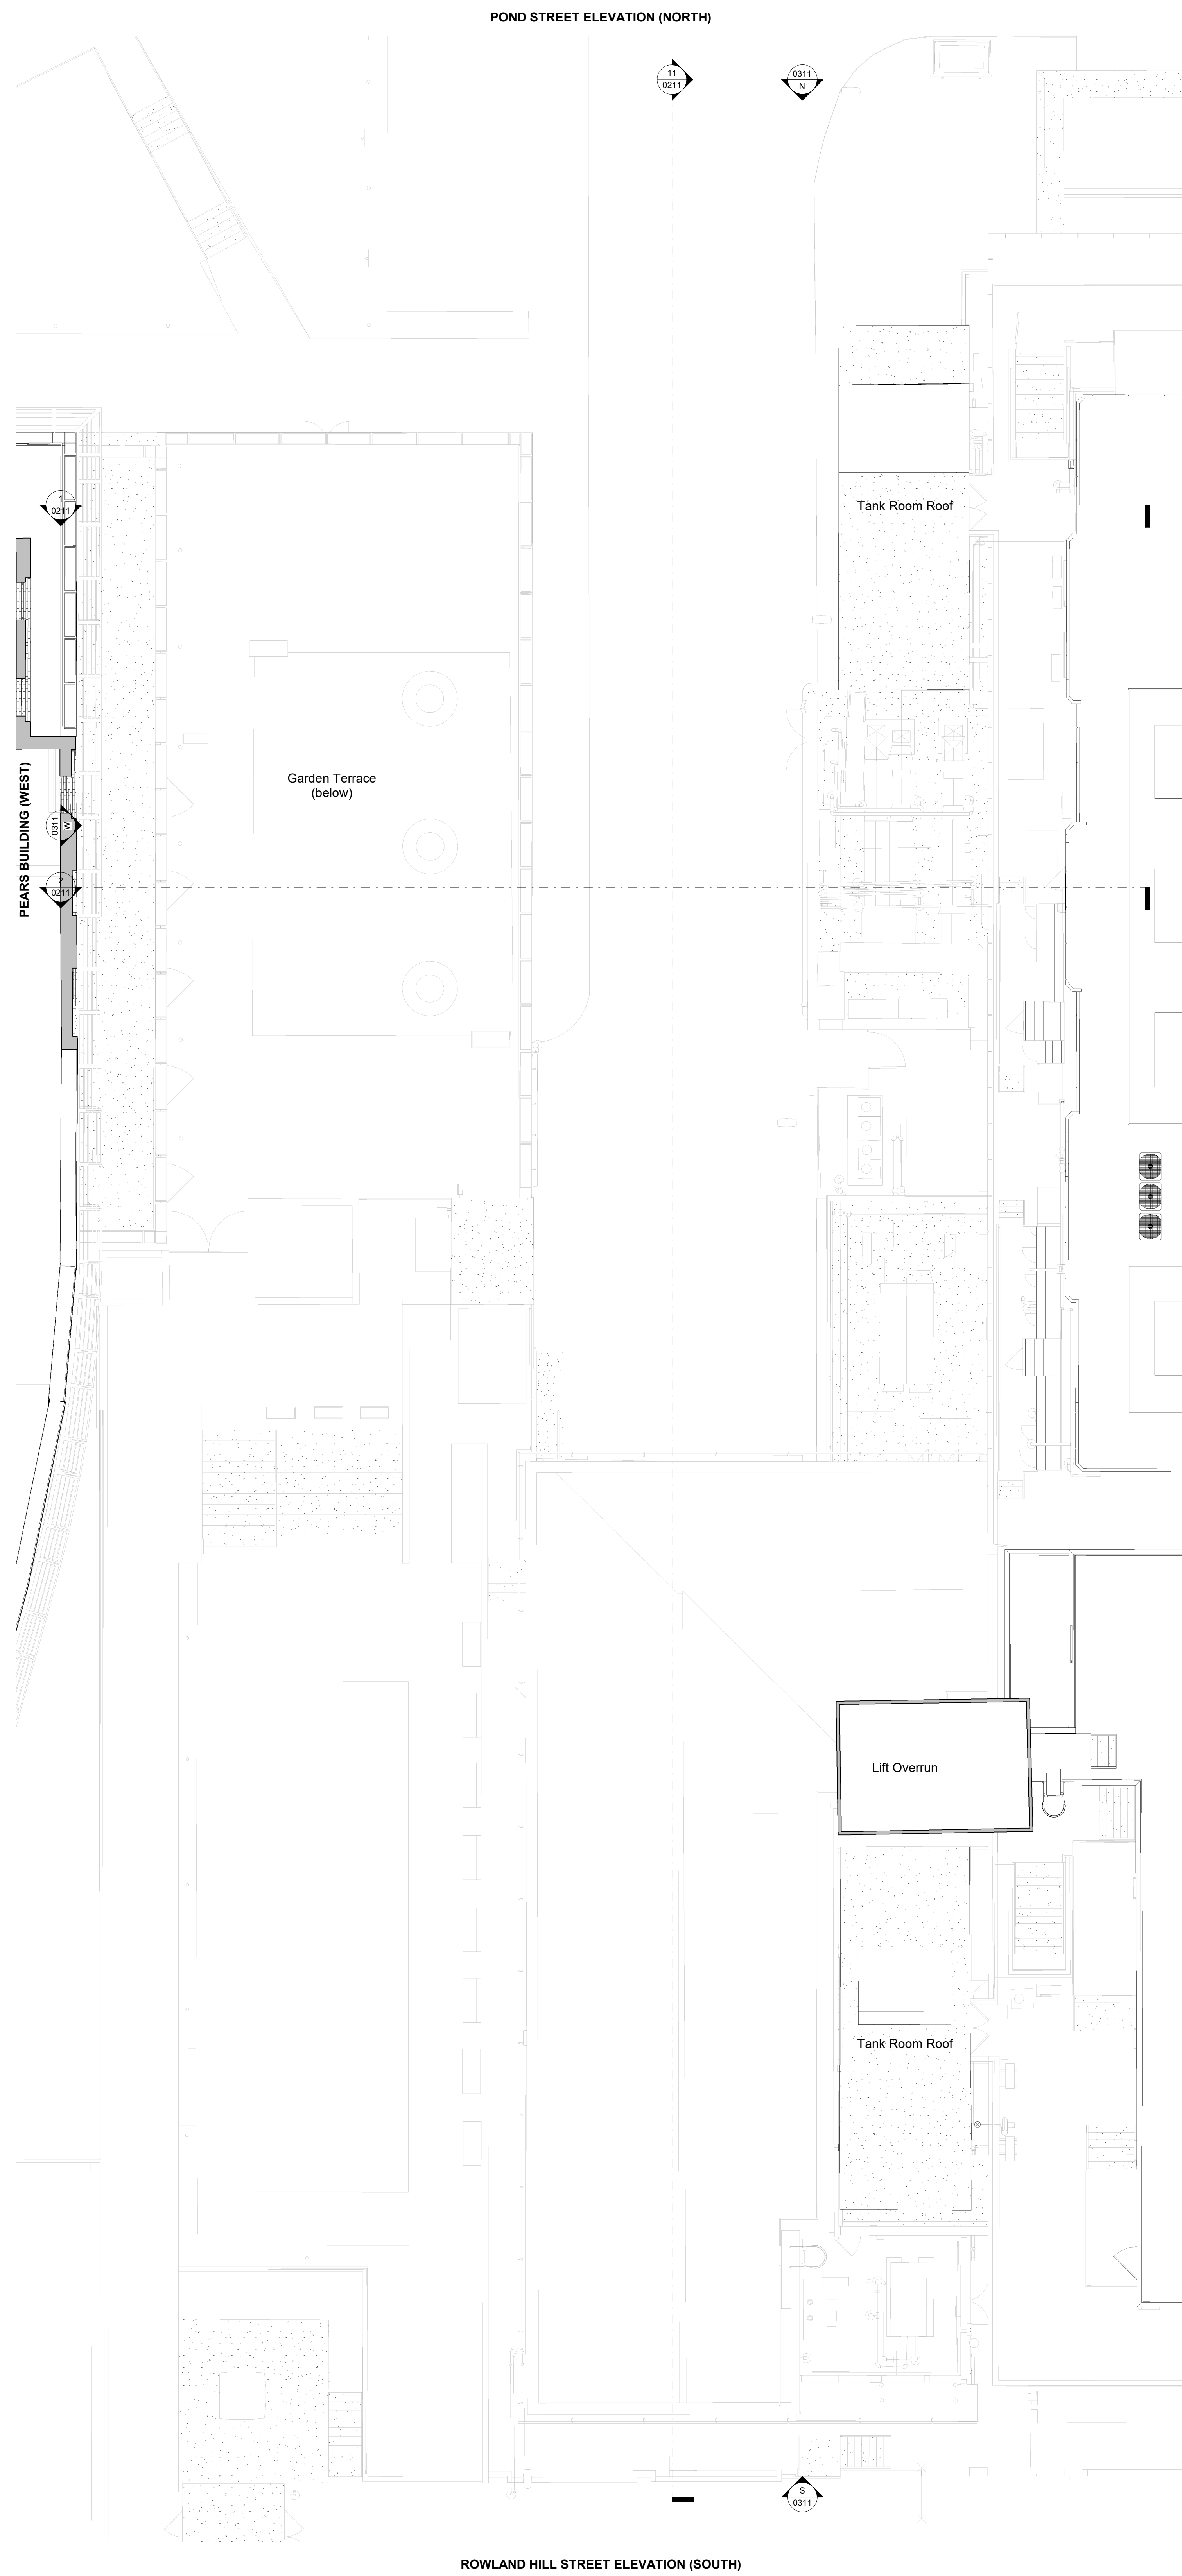 POND STREET ELEVATION (NORTH)
11
0211
0311
N
1
0211
Tank Room Roof
Garden Terrace
(below)
PEARS BUILDING (WEST)
0311
W
2
0211
Lift Overrun
Tank Room Roof
S
0311
ROWLAND HILL STREET ELEVATION (SOUTH)